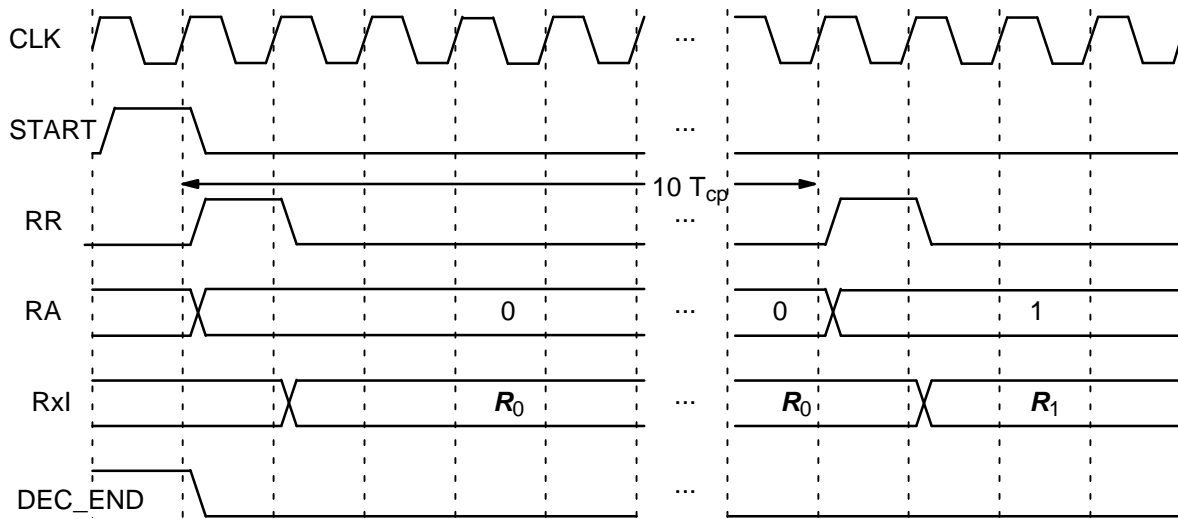 CLK ...
START ...
10 Tcp
RR ...
RA 0 ... 0 1
RxI R0 ... R0 R1
DEC_END ...